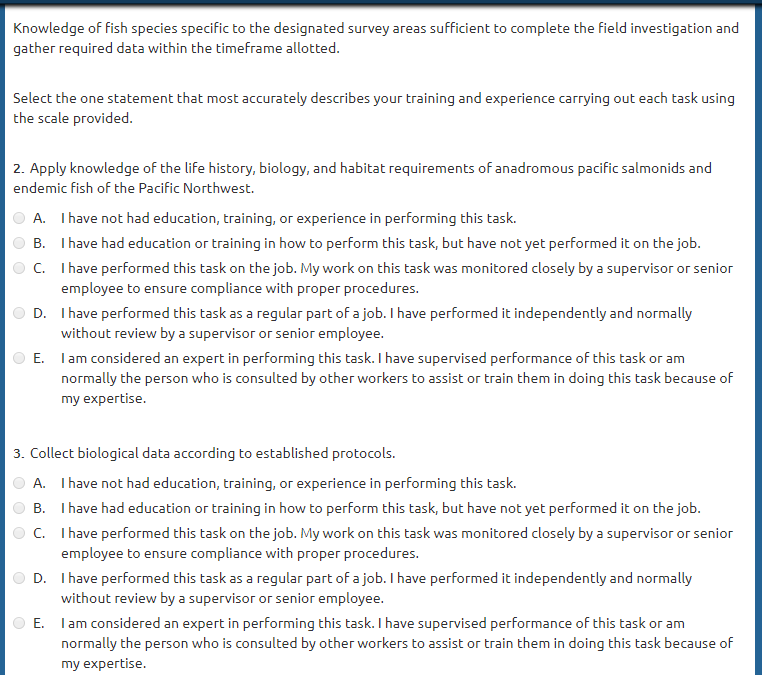 Knowledge of fish species specific to the designated survey areas sufficient to complete the field investigation and
gather required data within the timeframe allotted.
Select the one statement that most accurately describes your training and experience carrying out each task using
the scale provided.
2. Apply knowledge of the life history, biology, and habitat requirements of anadromous pacific salmonids and
endemic fish of the Pacific Northwest.
A. I have not had education, training, or experience in performing this task.
B. I have had education or training in how to perform this task, but have not yet performed it on the job.
C. I have performed this task on the job. My work on this task was monitored closely by a supervisor or senior
employee to ensure compliance with proper procedures.
D. I have performed this task as a regular part of a job. I have performed it independently and normally
without review by a supervisor or senior employee.
E. I am considered an expert in performing this task. I have supervised performance of this task or am
normally the person who is consulted by other workers to assist or train them in doing this task because of
my expertise.
3. Collect biological data according to established protocols.
A. I have not had education, training, or experience in performing this task.
B. I have had education or training in how to perform this task, but have not yet performed it on the job.
C. I have performed this task on the job. My work on this task was monitored closely by a supervisor or senior
employee to ensure compliance with proper procedures.
D. I have performed this task as a regular part of a job. I have performed it independently and normally
without review by a supervisor or senior employee.
E. I am considered an expert in performing this task. I have supervised performance of this task or am
normally the person who is consulted by other workers to assist or train them in doing this task because of
my expertise.